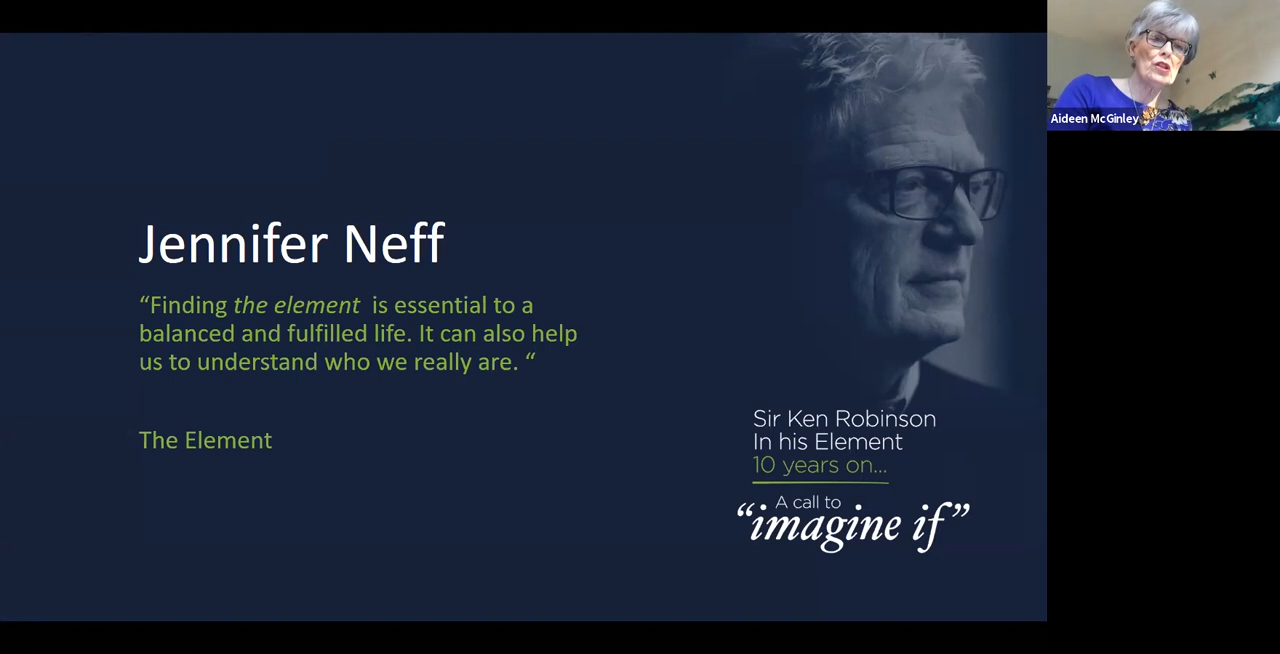 Jennifer Neff
“Finding the element is essential to a
balanced and fulfilled life. It can also help
us to understand who we really are. “
The Element
Sir Ken Robinson
In his Element
10 years on...
A call to
“imagine if”
Aideen McGinley